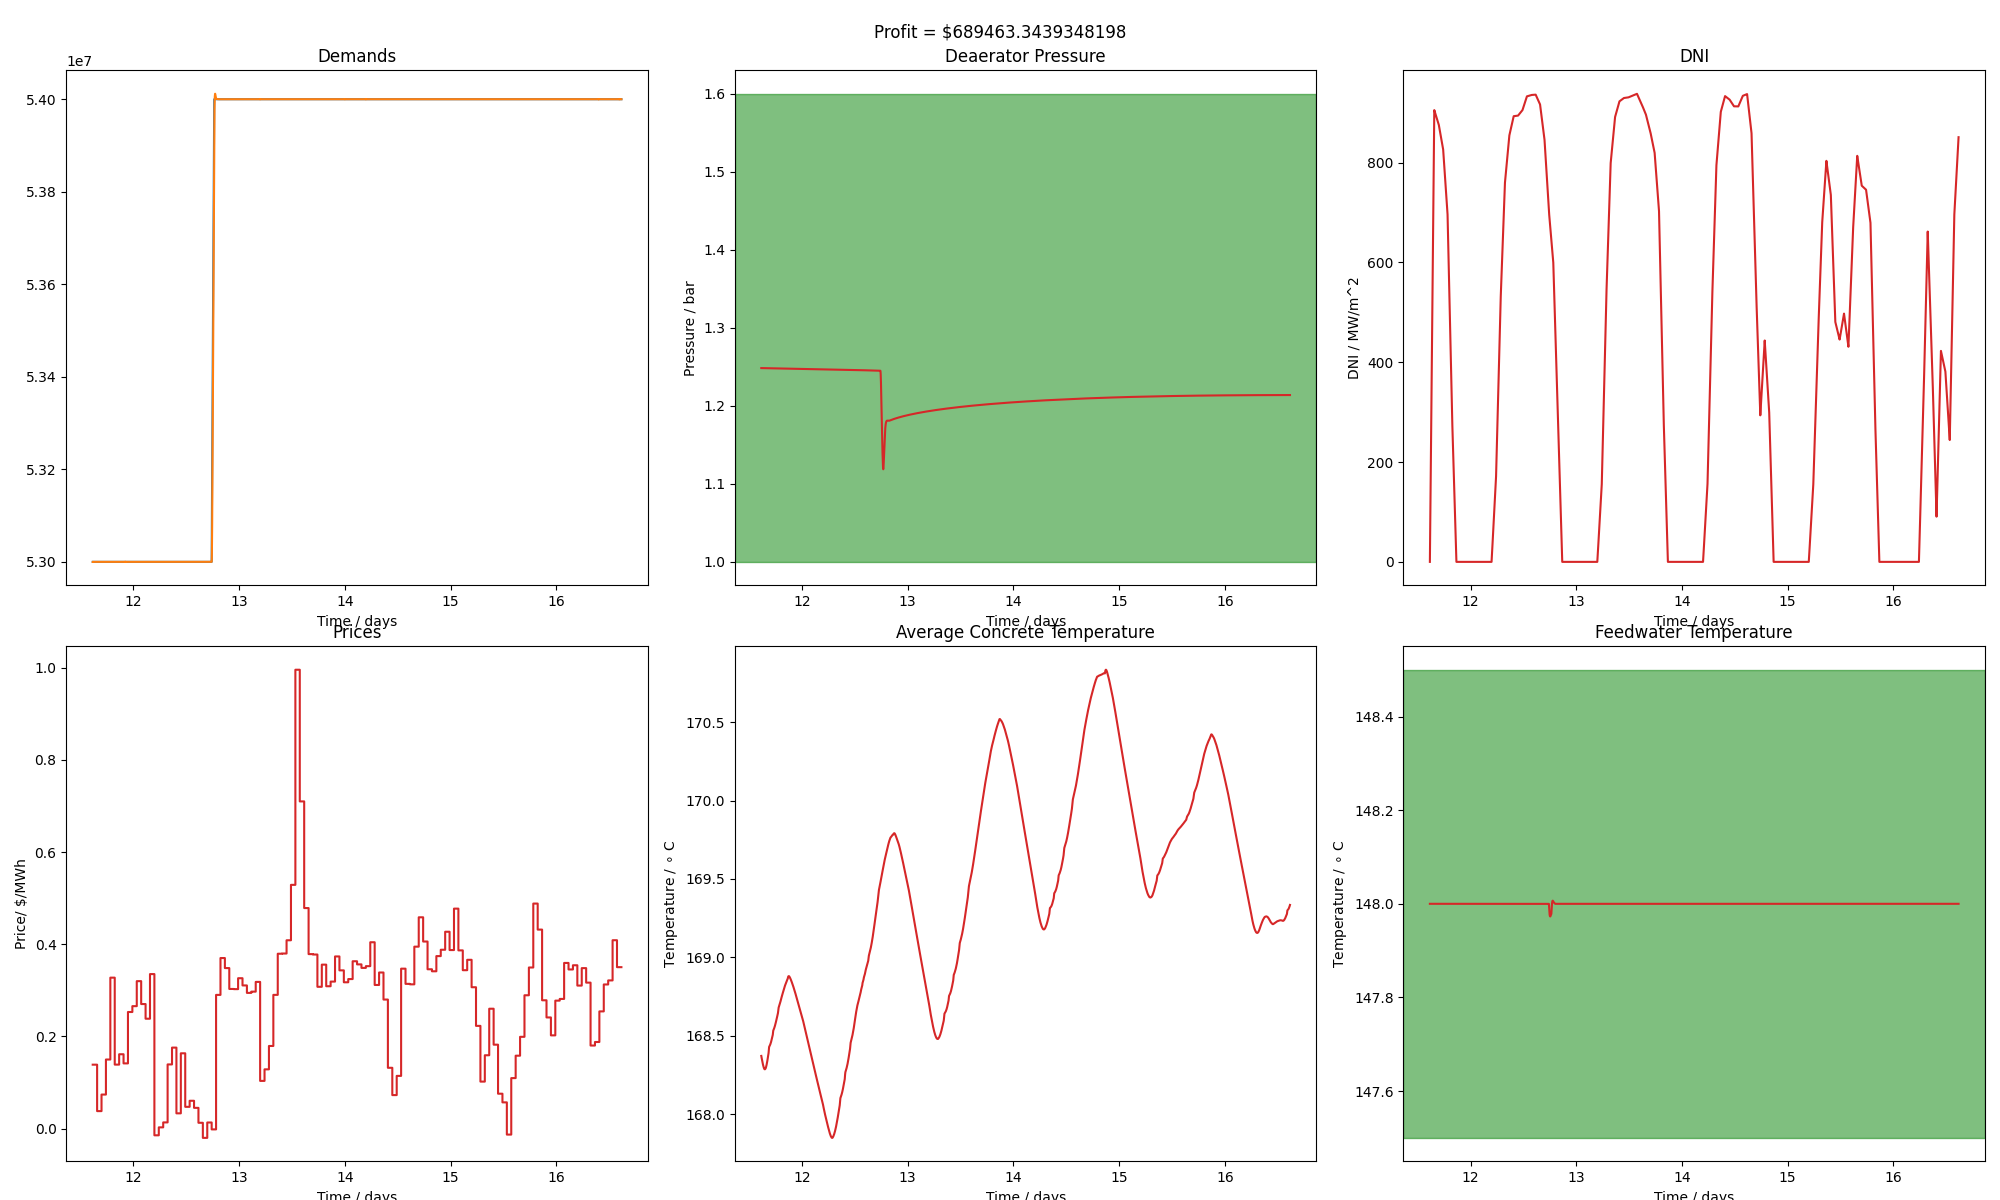 Profit = $689463.3439348198
Demands
1e7
5.40
5.38
5.36
5.34
5.32
5.30
12 13 14 15 16
Time / days
Deaerator Pressure
Pressure / bar
1.6
1.5
1.4
1.3
1.2
1.1
1.0
12 13 14 15 16
Time / days
DNI
DNI / MW/m^2
800
600
400
200
0
12 13 14 15 16
Time / days
Prices
Price/ $/MWh
1.0
0.8
0.6
0.4
0.2
0.0
12 13 14 15 16
Time / days
Average Concrete Temperature
Temperature / ∘ C
170.5
170.0
169.5
169.0
168.5
168.0
12 13 14 15 16
Time / days
Feedwater Temperature
Temperature / ∘ C
148.4
148.2
148.0
147.8
147.6
12 13 14 15 16
Time / days